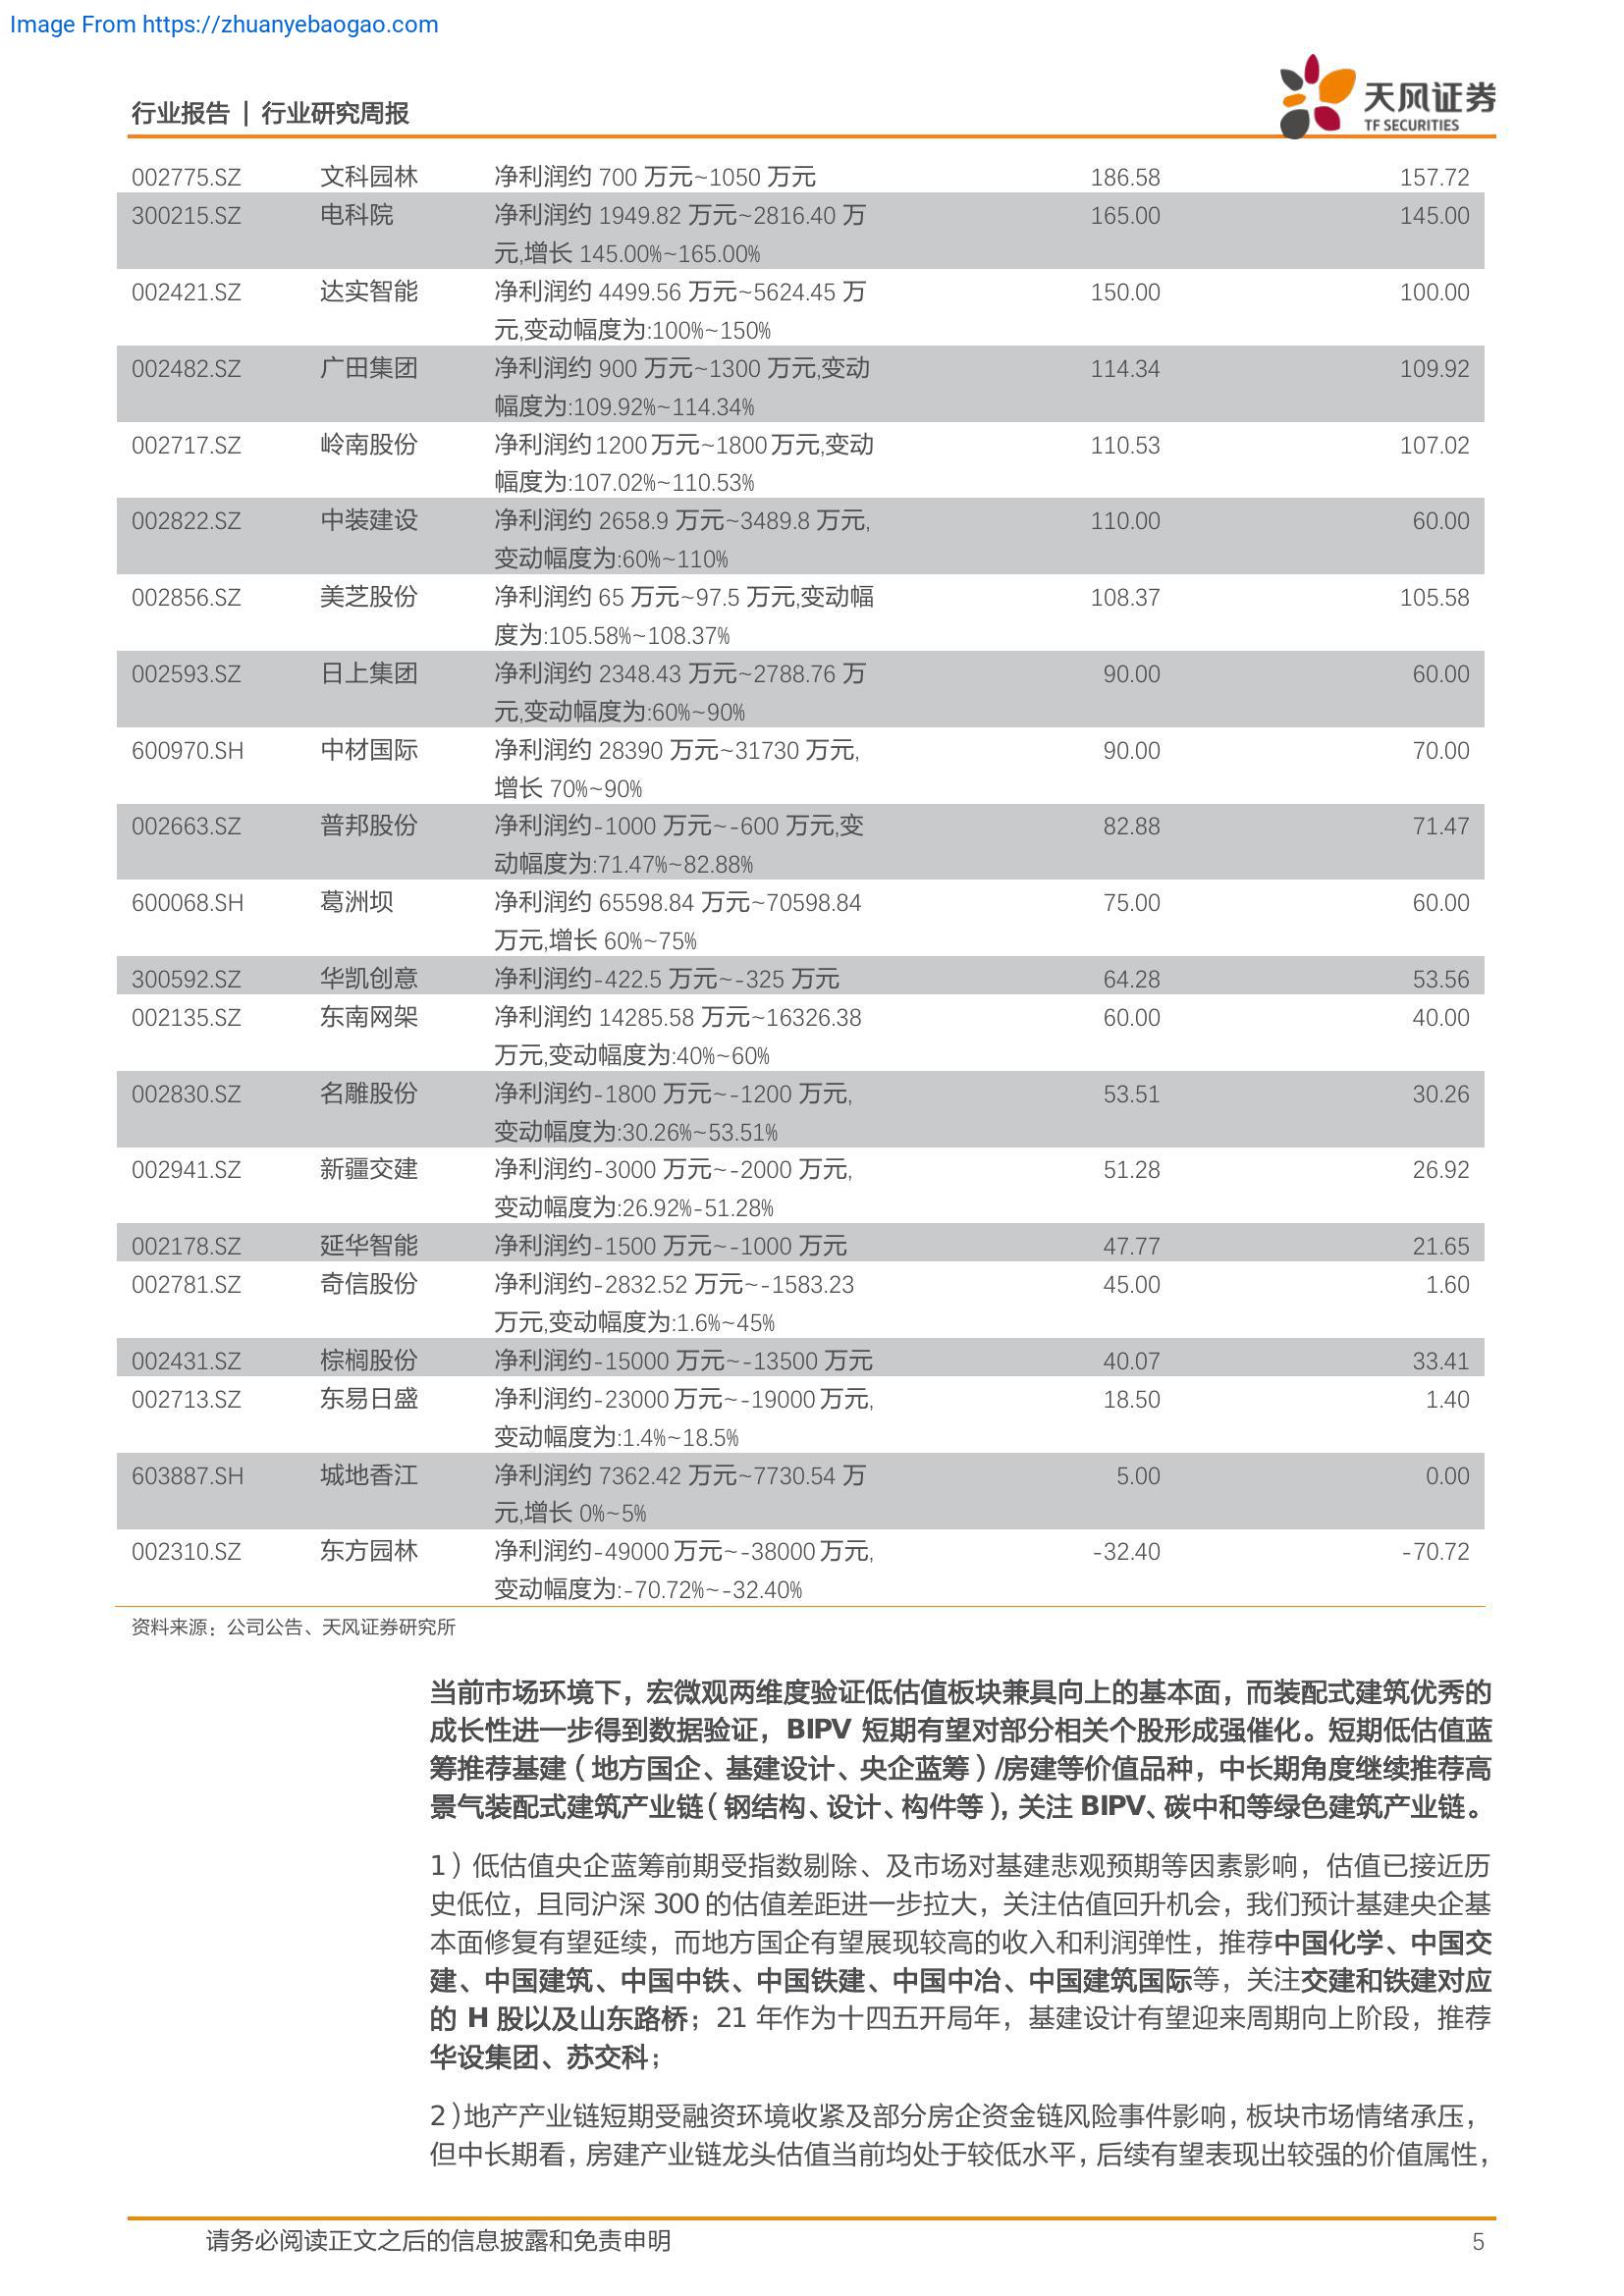 Image From https://zhuanyebaogao.com
行业报告 | 行业研究周报
天风证券
TF SECURITIES
002775.SZ 文科园林 净利润约 700 万元~1050 万元 186.58 157.72
300215.SZ 电科院 净利润约 1949.82 万元~2816.40 万 165.00 145.00
元,增长 145.00%~165.00%
002421.SZ 达实智能 净利润约 4499.56 万元~5624.45 万 150.00 100.00
元,变动幅度为:100%~150%
002482.SZ 广田集团 净利润约 900 万元~1300 万元,变动 114.34 109.92
幅度为:109.92%~114.34%
002717.SZ 岭南股份 净利润约 1200 万元~1800 万元,变动 110.53 107.02
幅度为:107.02%~110.53%
002822.SZ 中装建设 净利润约 2658.9 万元~3489.8 万元, 110.00 60.00
变动幅度为:60%~110%
002856.SZ 美芝股份 净利润约 65 万元~97.5 万元,变动幅 108.37 105.58
度为:105.58%~108.37%
002593.SZ 日上集团 净利润约 2348.43 万元~2788.76 万 90.00 60.00
元,变动幅度为:60%~90%
600970.SH 中材国际 净利润约 28390 万元~31730 万元, 90.00 70.00
增长 70%~90%
002663.SZ 普邦股份 净利润约-1000 万元~-600 万元,变 82.88 71.47
动幅度为:71.47%~82.88%
600068.SH 葛洲坝 净利润约 65598.84 万元~70598.84 75.00 60.00
万元,增长 60%~75%
300592.SZ 华凯创意 净利润约-422.5 万元~-325 万元 64.28 53.56
002135.SZ 东南网架 净利润约 14285.58 万元~16326.38 60.00 40.00
万元,变动幅度为:40%~60%
002830.SZ 名雕股份 净利润约-1800 万元~-1200 万元, 53.51 30.26
变动幅度为:30.26%~53.51%
002941.SZ 新疆交建 净利润约-3000 万元~-2000 万元, 51.28 26.92
变动幅度为:26.92%-51.28%
002178.SZ 延华智能 净利润约-1500 万元~-1000 万元 47.77 21.65
002781.SZ 奇信股份 净利润约-2832.52 万元~-1583.23 45.00 1.60
万元,变动幅度为:1.6%~45%
002431.SZ 棕榈股份 净利润约-15000 万元~-13500 万元 40.07 33.41
002713.SZ 东易日盛 净利润约-23000 万元~-19000 万元, 18.50 1.40
变动幅度为:1.4%~18.5%
603887.SH 城地香江 净利润约 7362.42 万元~7730.54 万 5.00 0.00
元,增长 0%~5%
002310.SZ 东方园林 净利润约-49000 万元~-38000 万元, -32.40 -70.72
变动幅度为:-70.72%~-32.40%
资料来源：公司公告、天风证券研究所
当前市场环境下，宏微观两维度验证低估值板块兼具向上的基本面，而装配式建筑优秀的
成长性进一步得到数据验证，BIPV 短期有望对部分相关个股形成强催化。短期低估值蓝
筹推荐基建（地方国企、基建设计、央企蓝筹）/房建等价值品种，中长期角度继续推荐高
景气装配式建筑产业链（钢结构、设计、构件等），关注 BIPV、碳中和等绿色建筑产业链。
1）低估值央企蓝筹前期受指数剔除、及市场对基建悲观预期等因素影响，估值已接近历
史低位，且同沪深 300 的估值差距进一步拉大，关注估值回升机会，我们预计基建央企基
本面修复有望延续，而地方国企有望展现较高的收入和利润弹性，推荐中国化学、中国交
建、中国建筑、中国中铁、中国铁建、中国中冶、中国建筑国际等，关注交建和铁建对应
的 H 股以及山东路桥；21 年作为十四五开局年，基建设计有望迎来周期向上阶段，推荐
华设集团、苏交科；
2）地产产业链短期受融资环境收紧及部分房企资金链风险事件影响，板块市场情绪承压，
但中长期看，房建产业链龙头估值当前均处于较低水平，后续有望表现出较强的价值属性，
请务必阅读正文之后的信息披露和免责申明 5